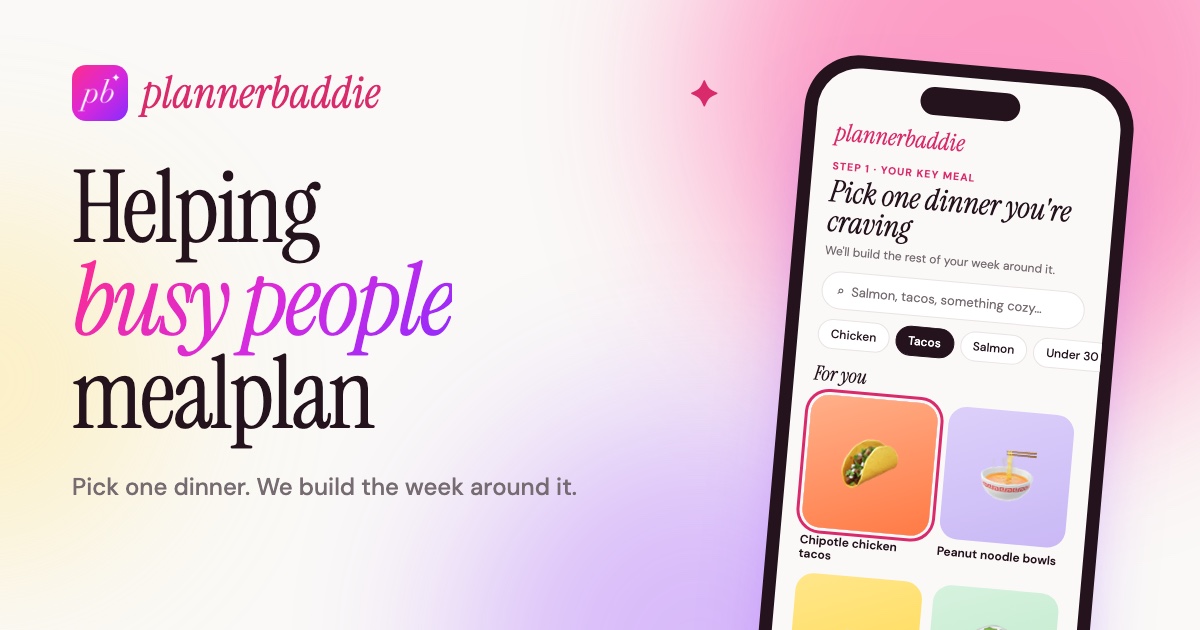 pb
plannerbaddie
Helping
busy people
mealplan
Pick one dinner. We build the week around it.
plannerbaddie
STEP 1 · YOUR KEY MEAL
Pick one dinner you're
craving
We'll build the rest of your week around it.
Salmon, tacos, something cozy...
Chicken
Tacos
Salmon
Under 30
For you
Chipotle chicken
tacos
Peanut noodle bowls